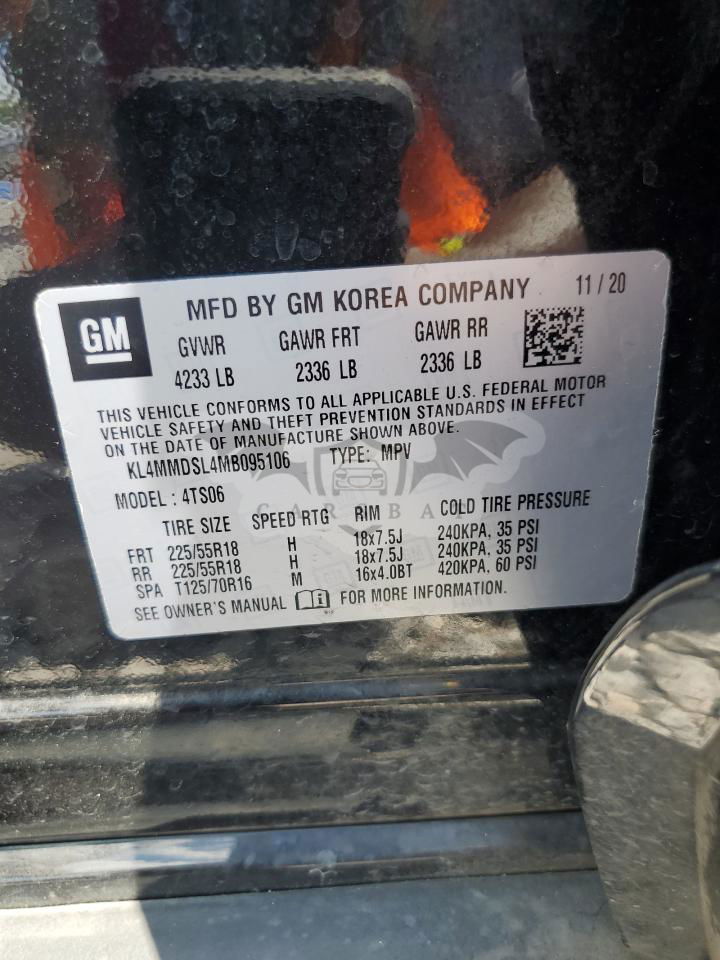 GM
MFD BY GM KOREA COMPANY 11 / 20
GVWR GAWR FRT GAWR RR
4233 LB 2336 LB 2336 LB
THIS VEHICLE CONFORMS TO ALL APPLICABLE U.S. FEDERAL MOTOR
VEHICLE SAFETY AND THEFT PREVENTION STANDARDS IN EFFECT
ON THE DATE OF MANUFACTURE SHOWN ABOVE.
KL4MMDSL4MB095106 TYPE: MPV
MODEL: 4TS06
CAR BAT
TIRE SIZE SPEED RTG RIM COLD TIRE PRESSURE
FRT 225/55R18 H 18x7.5J 240KPA, 35 PSI
RR 225/55R18 H 18x7.5J 240KPA, 35 PSI
SPA T125/70R16 M 16x4.0BT 420KPA, 60 PSI
SEE OWNER'S MANUAL FOR MORE INFORMATION.